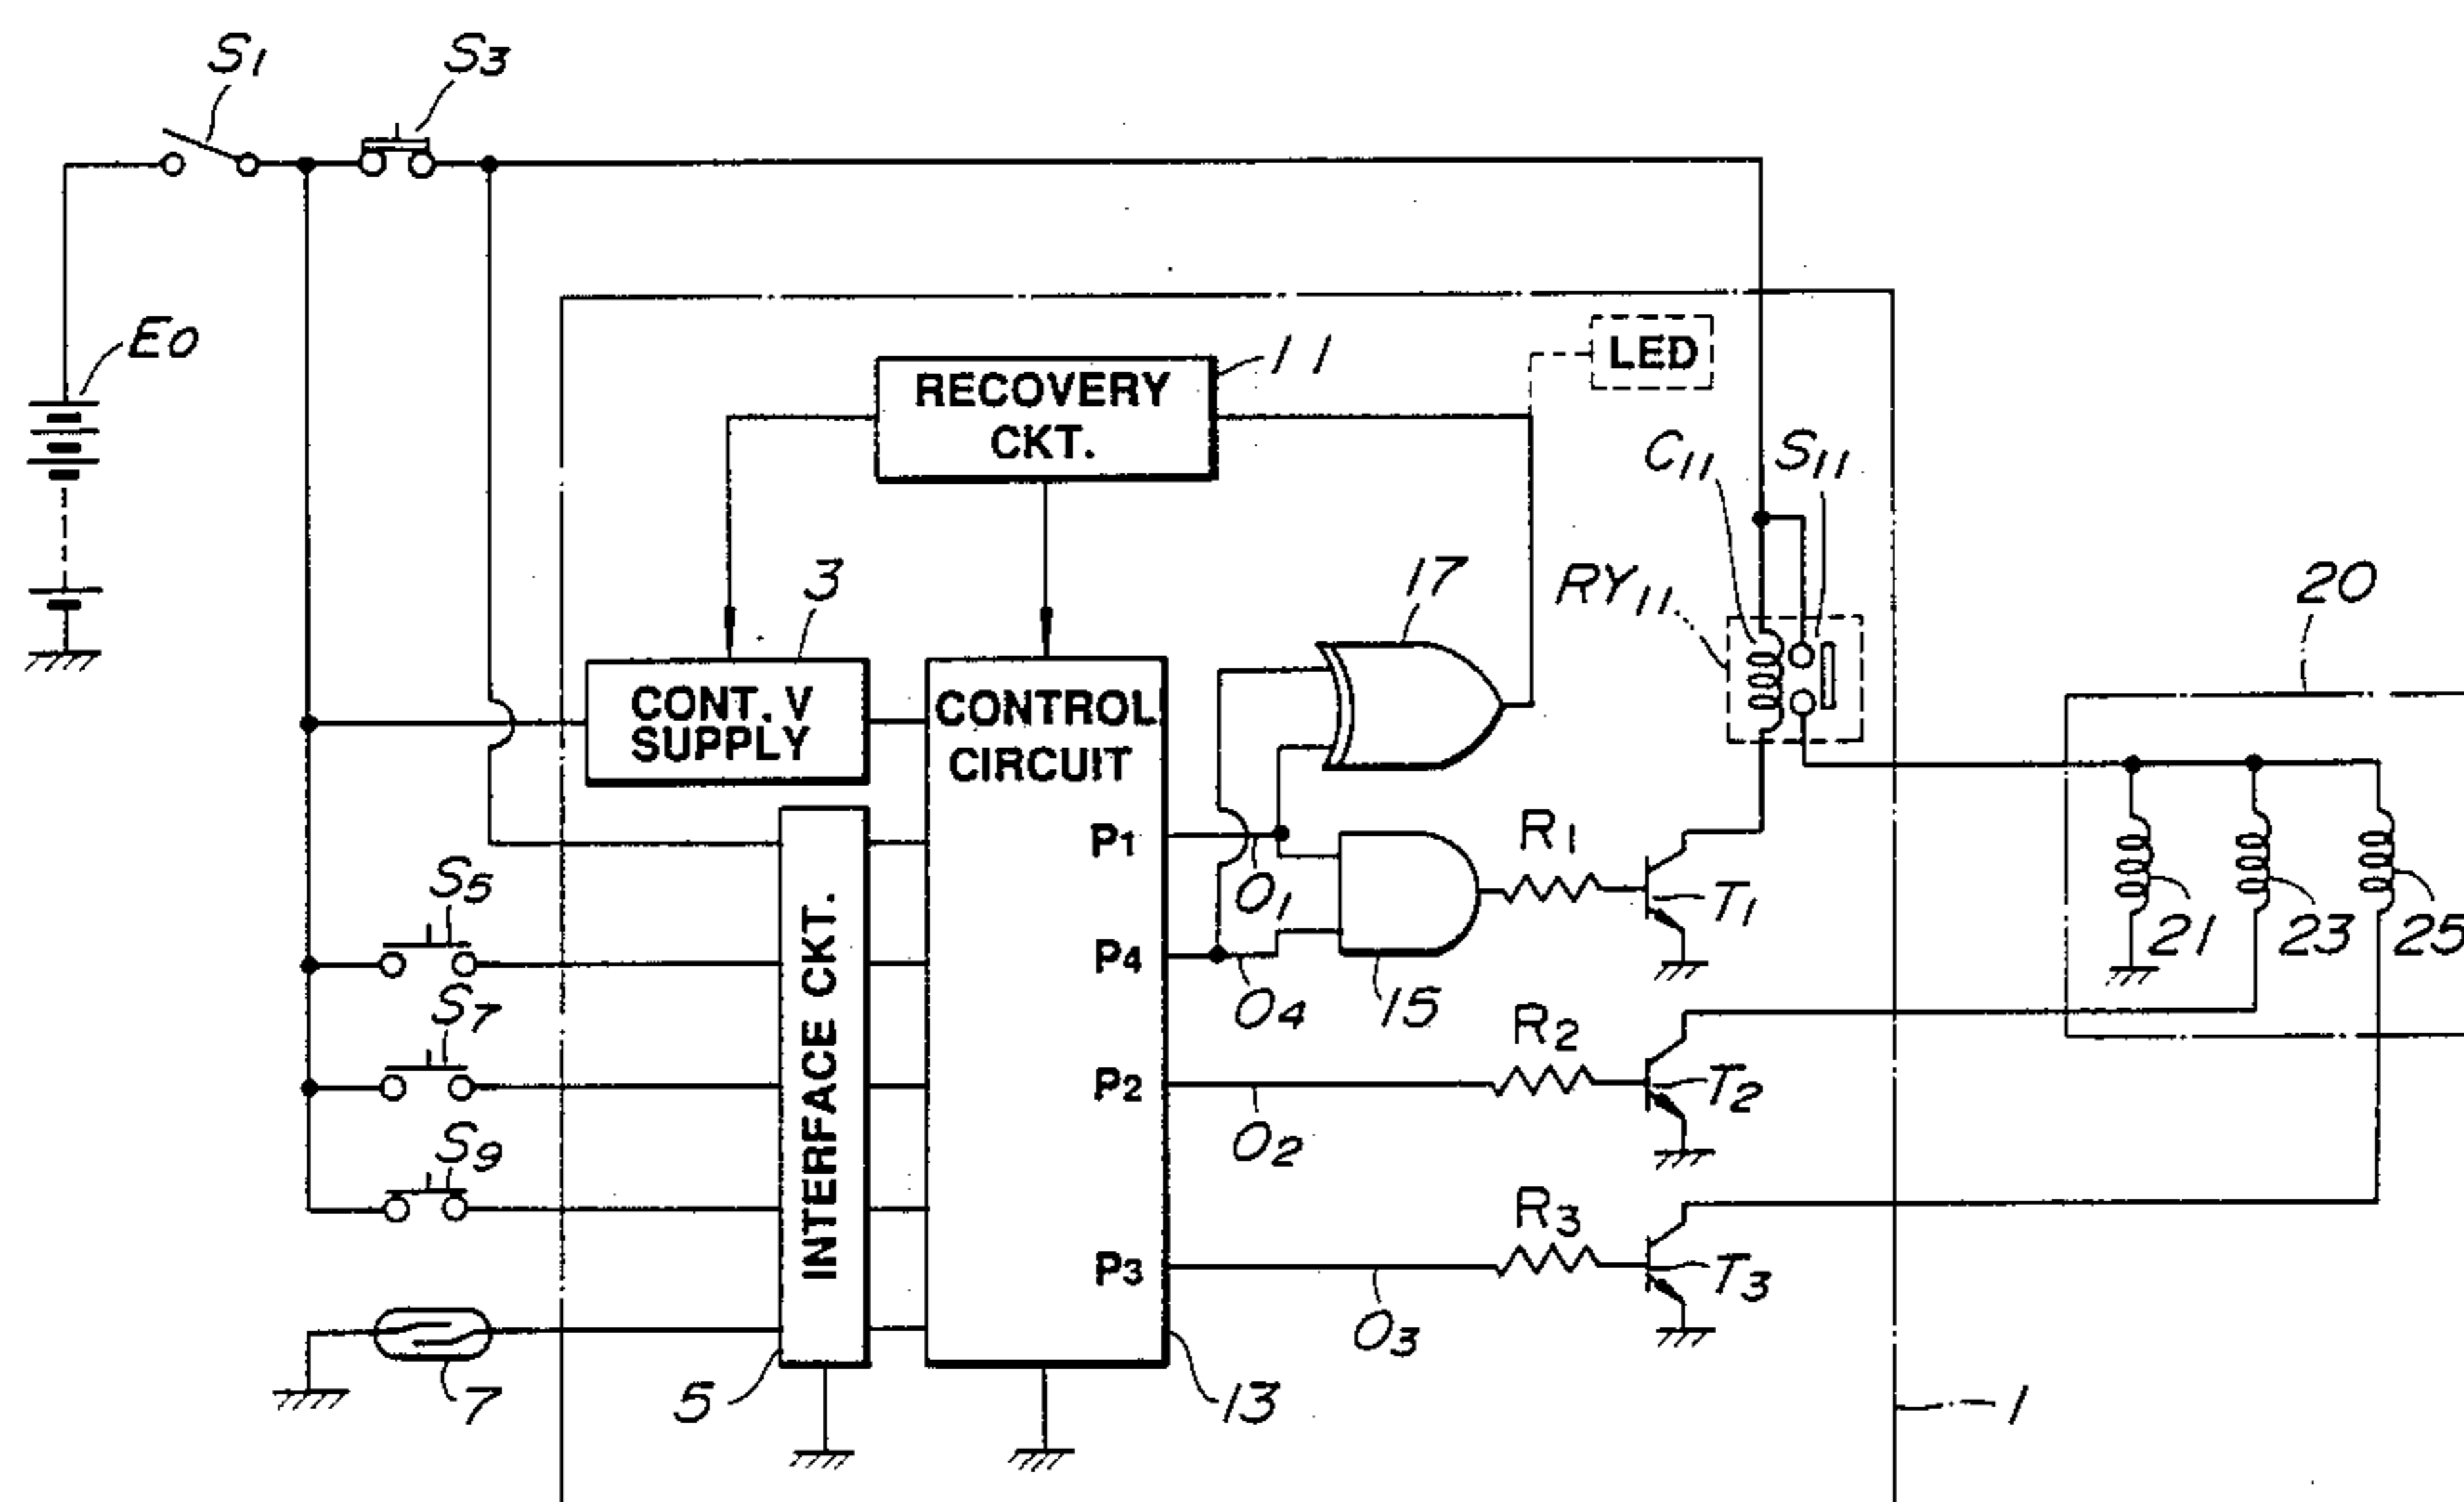 S1
S3
E0
LED
11
RECOVERY
CKT.
C11
S11
3
17
RY11
20
CONT. V
SUPPLY
CONTROL
CIRCUIT
P1
R1
S5
O1
T1
21
23
25
P4
INTERFACE CKT.
S7
O4
15
R2
P2
T2
O2
S9
R3
P3
T3
O3
5
7
13
1